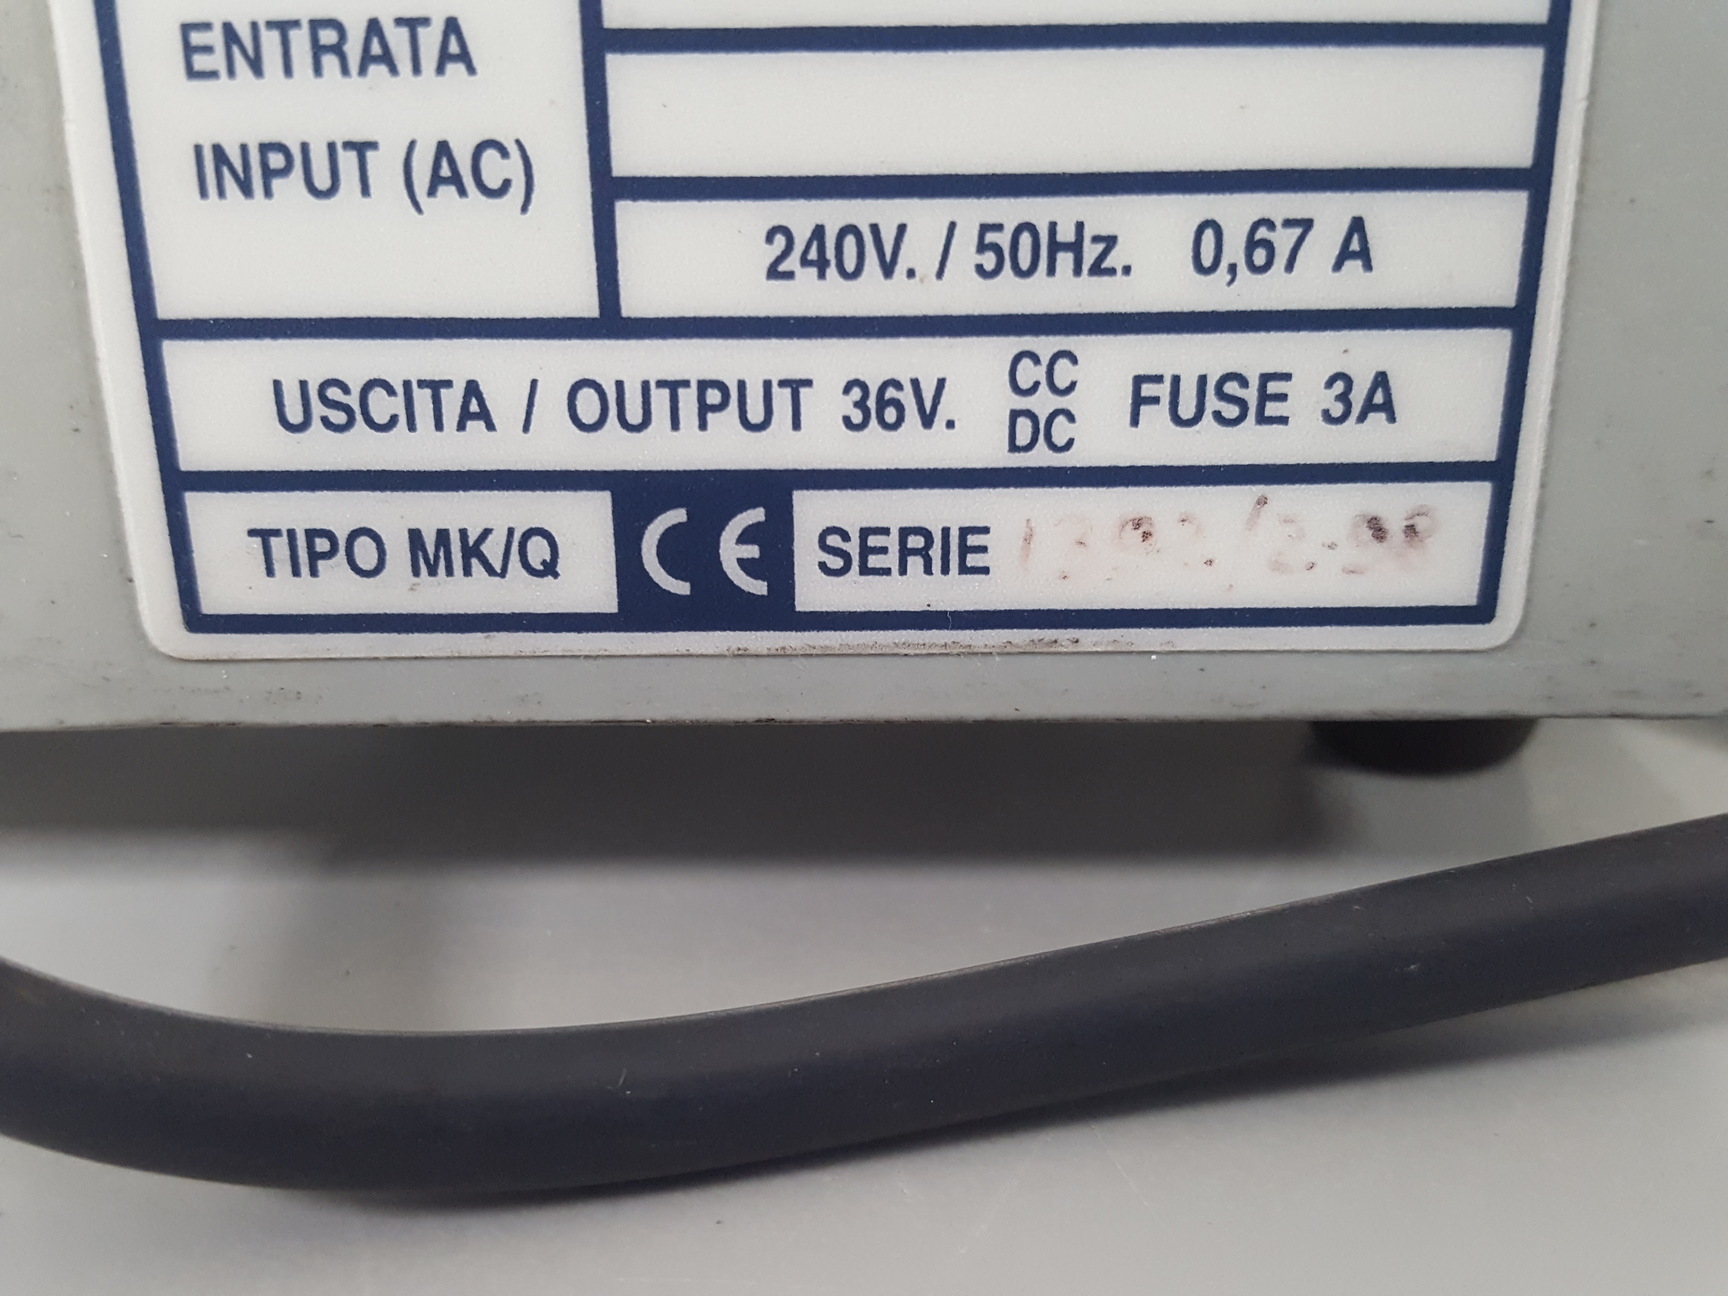 ENTRATA
INPUT (AC)
240V. / 50Hz. 0,67 A
USCITA / OUTPUT 36V. CC DC FUSE 3A
TIPO MK/Q CE SERIE